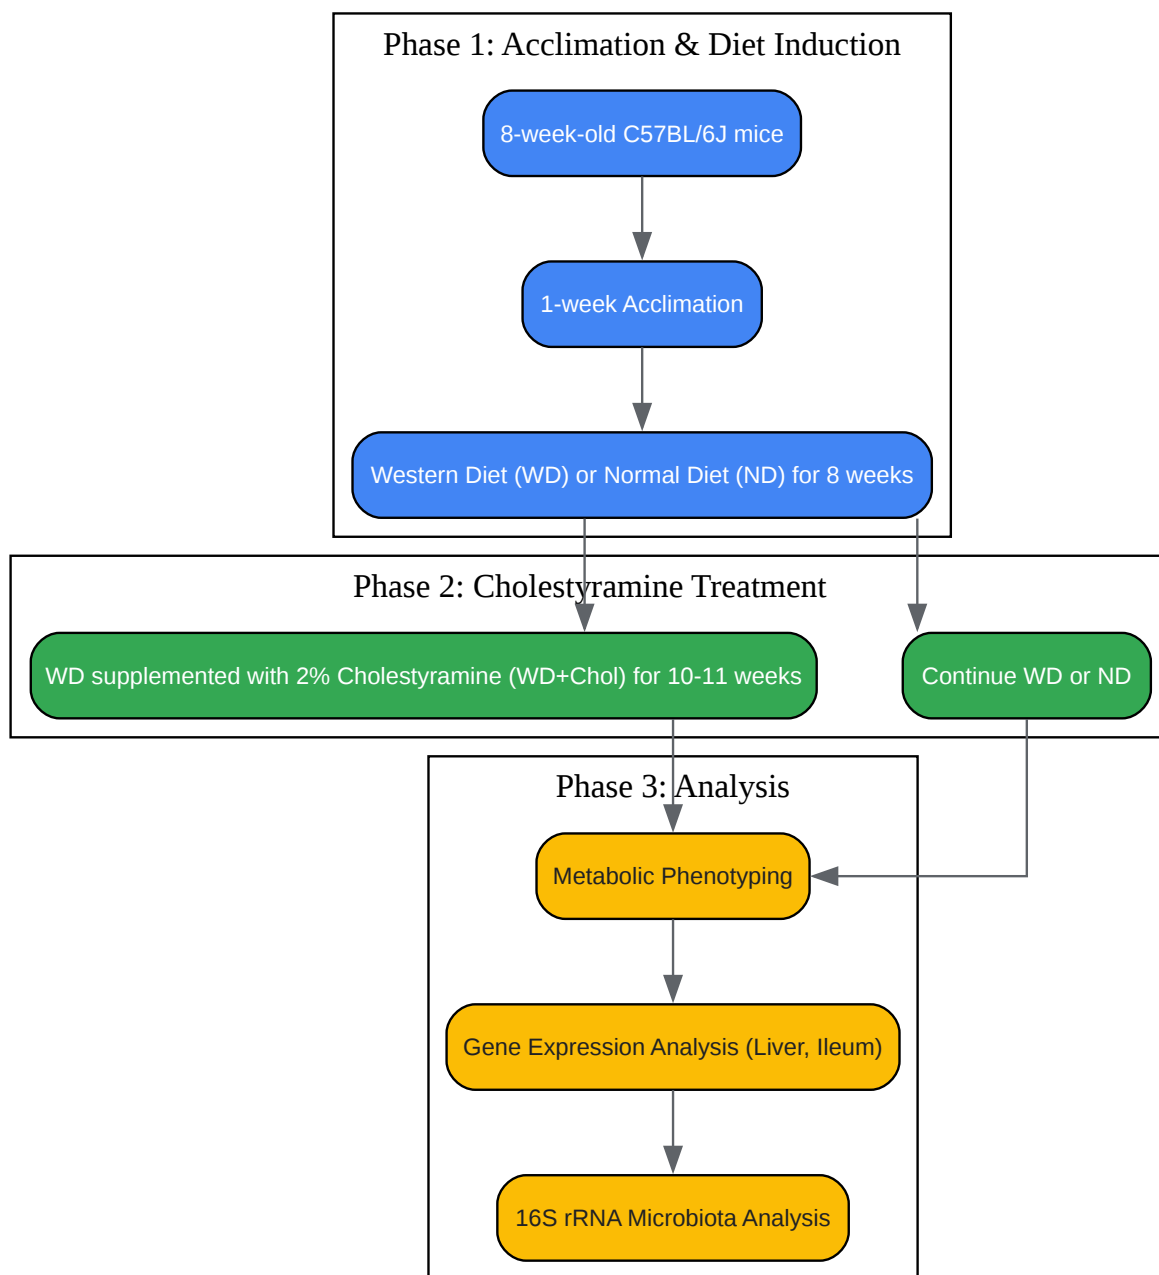 Phase 1: Acclimation & Diet Induction
8-week-old C57BL/6J mice
1-week Acclimation
Western Diet (WD) or Normal Diet (ND) for 8 weeks
Phase 2: Cholestyramine Treatment
WD supplemented with 2% Cholestyramine (WD+Chol) for 10-11 weeks
Continue WD or ND
Phase 3: Analysis
Metabolic Phenotyping
Gene Expression Analysis (Liver, Ileum)
16S rRNA Microbiota Analysis